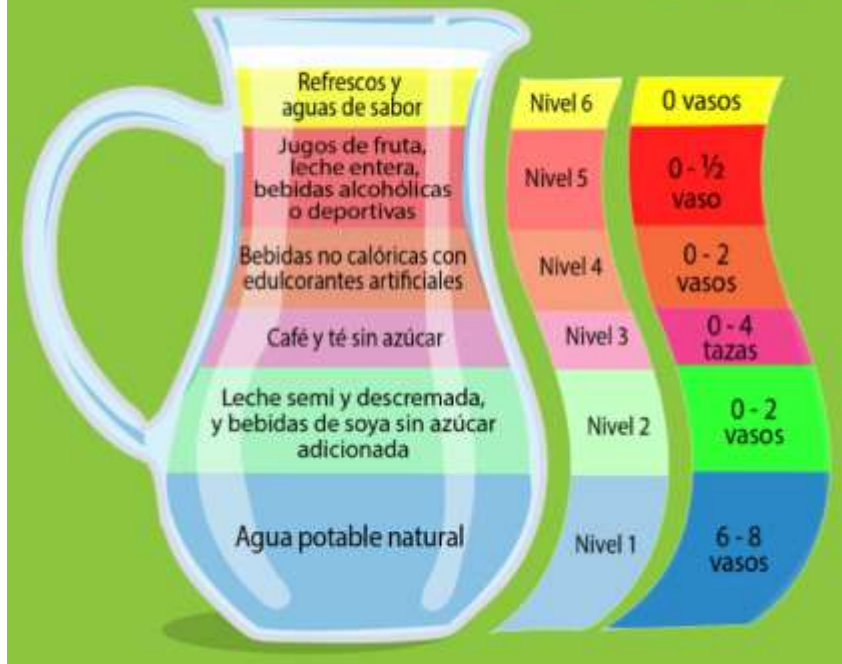 Refrescos y
aguas de sabor
Nivel 6
0 vasos
Jugos de fruta,
leche entera,
bebidas alcohólicas
o deportivas
Nivel 5
0 - ½
vaso
Bebidas no calóricas con
edulcorantes artificiales
Nivel 4
0 - 2
vasos
Café y té sin azúcar
Nivel 3
0 - 4
tazas
Leche semi y descremada,
y bebidas de soya sin azúcar
adicionada
Nivel 2
0 - 2
vasos
Agua potable natural
Nivel 1
6 - 8
vasos